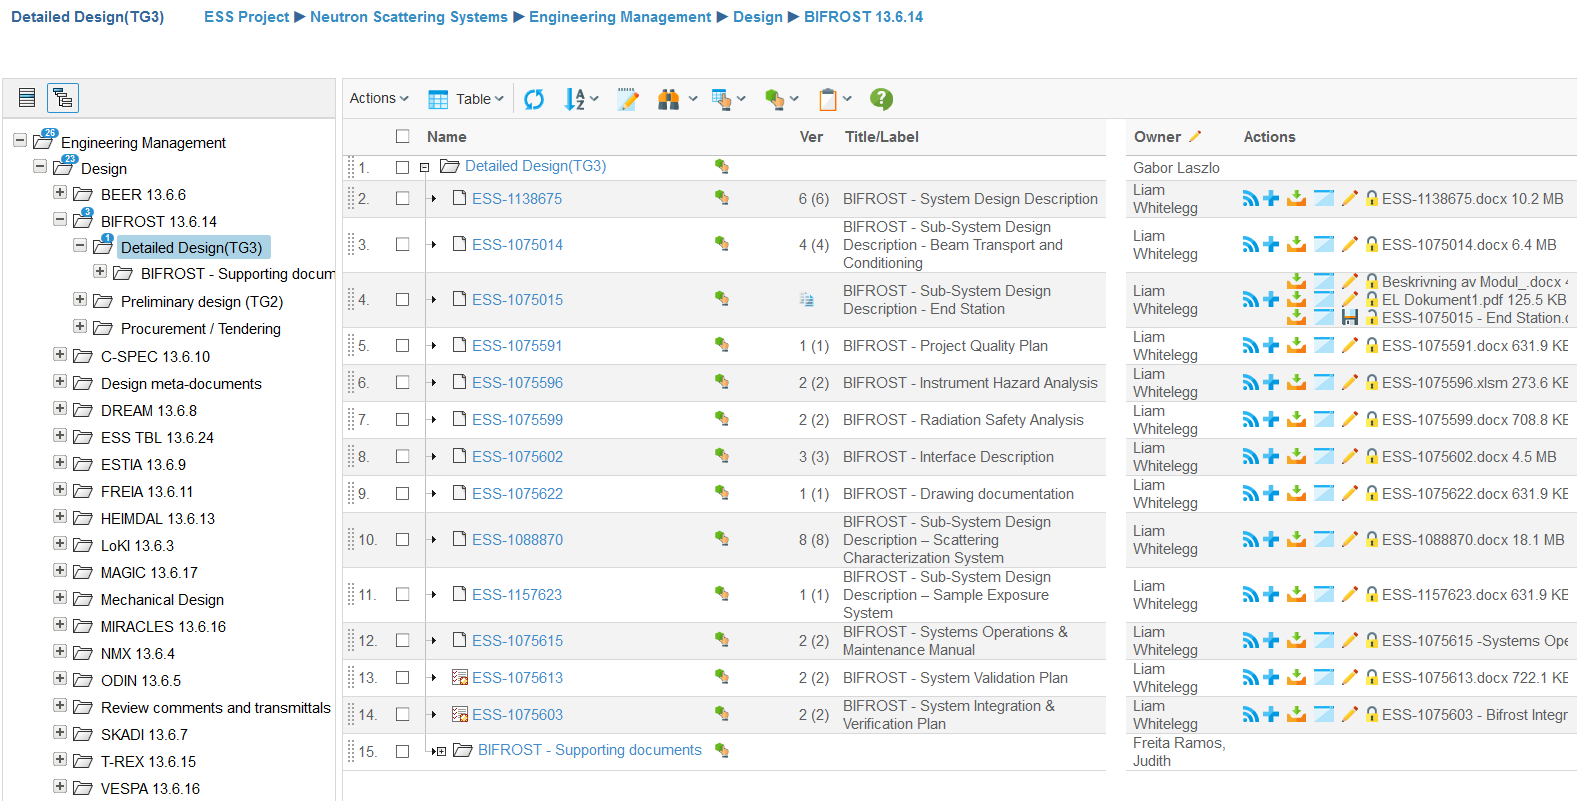 Detailed Design(TG3) ESS Project ▶ Neutron Scattering Systems ▶ Engineering Management ▶ Design ▶ BIFROST 13.6.14
Actions Table
Name Ver Title/Label Owner Actions
26
Engineering Management
23
Design
BEER 13.6.6
3
BIFROST 13.6.14
1
Detailed Design(TG3)
BIFROST - Supporting docum
Preliminary design (TG2)
Procurement / Tendering
C-SPEC 13.6.10
Design meta-documents
DREAM 13.6.8
ESS TBL 13.6.24
ESTIA 13.6.9
FREIA 13.6.11
HEIMDAL 13.6.13
LoKI 13.6.3
MAGIC 13.6.17
Mechanical Design
MIRACLES 13.6.16
NMX 13.6.4
ODIN 13.6.5
Review comments and transmittals
SKADI 13.6.7
T-REX 13.6.15
VESPA 13.6.16
1. Detailed Design(TG3) Gabor Laszlo
2. ESS-1138675 6 (6) BIFROST - System Design Description Liam
Whitelegg ESS-1138675.docx 10.2 MB
3. ESS-1075014 4 (4) BIFROST - Sub-System Design
Description - Beam Transport and
Conditioning Liam
Whitelegg ESS-1075014.docx 6.4 MB
4. ESS-1075015 BIFROST - Sub-System Design
Description - End Station Liam
Whitelegg Beskrivning av Modul_.docx
EL Dokument1.pdf 125.5 KB
ESS-1075015 - End Station.
5. ESS-1075591 1 (1) BIFROST - Project Quality Plan Liam
Whitelegg ESS-1075591.docx 631.9 KB
6. ESS-1075596 2 (2) BIFROST - Instrument Hazard Analysis Liam
Whitelegg ESS-1075596.xlsm 273.6 KB
7. ESS-1075599 2 (2) BIFROST - Radiation Safety Analysis Liam
Whitelegg ESS-1075599.docx 708.8 KB
8. ESS-1075602 3 (3) BIFROST - Interface Description Liam
Whitelegg ESS-1075602.docx 4.5 MB
9. ESS-1075622 1 (1) BIFROST - Drawing documentation Liam
Whitelegg ESS-1075622.docx 631.9 KB
10. ESS-1088870 8 (8) BIFROST - Sub-System Design
Description – Scattering
Characterization System Liam
Whitelegg ESS-1088870.docx 18.1 MB
11. ESS-1157623 1 (1) BIFROST - Sub-System Design
Description – Sample Exposure
System Liam
Whitelegg ESS-1157623.docx 631.9 KB
12. ESS-1075615 2 (2) BIFROST - Systems Operations &
Maintenance Manual Liam
Whitelegg ESS-1075615 -Systems Ope
13. ESS-1075613 2 (2) BIFROST - System Validation Plan Liam
Whitelegg ESS-1075613.docx 722.1 KB
14. ESS-1075603 2 (2) BIFROST - System Integration &
Verification Plan Liam
Whitelegg ESS-1075603 - Bifrost Integr
15. BIFROST - Supporting documents Freita Ramos,
Judith